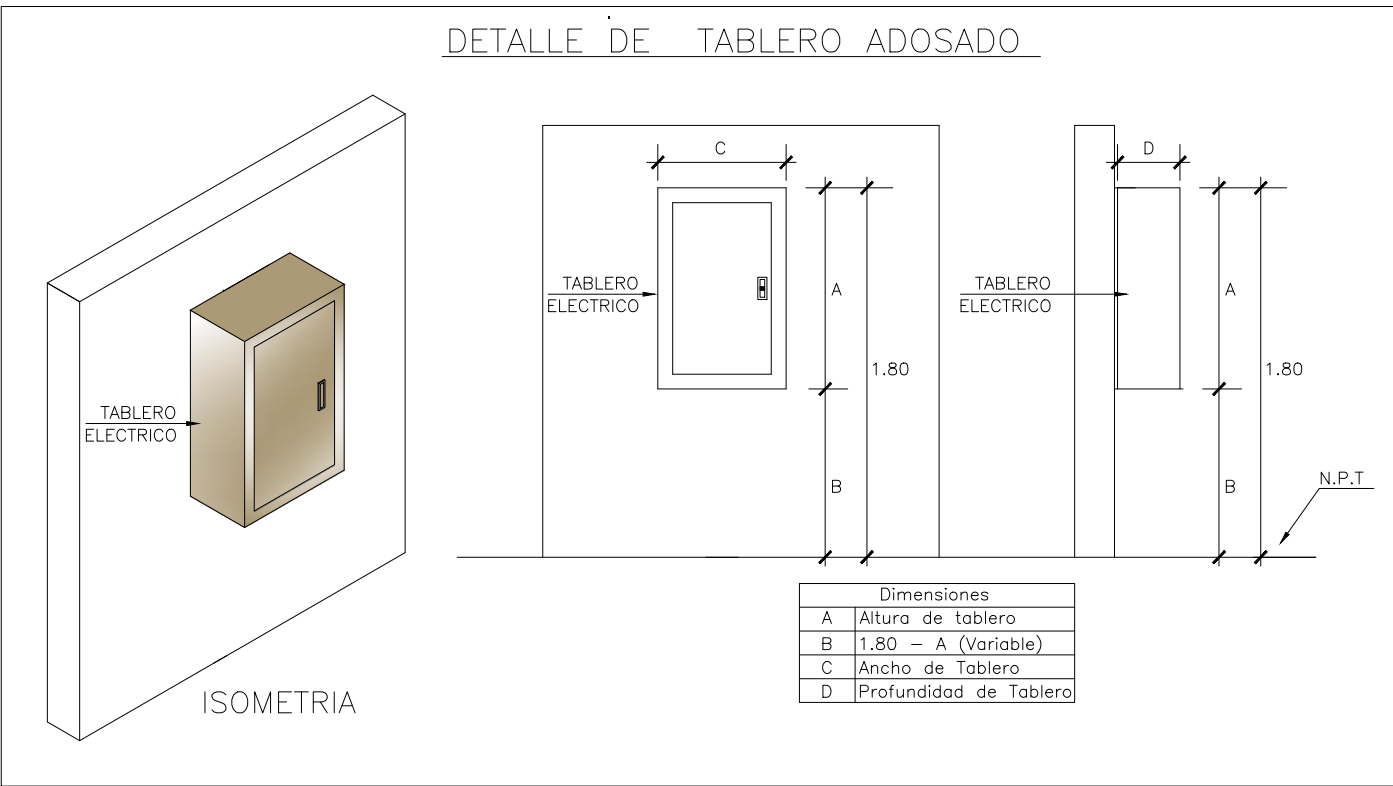 DETALLE DE TABLERO ADOSADO
TABLERO
ELECTRICO
ISOMETRIA
C
TABLERO
ELECTRICO
A
1.80
B
D
TABLERO
ELECTRICO
A
1.80
B
N.P.T
Dimensiones
A Altura de tablero
B 1.80 – A (Variable)
C Ancho de Tablero
D Profundidad de Tablero